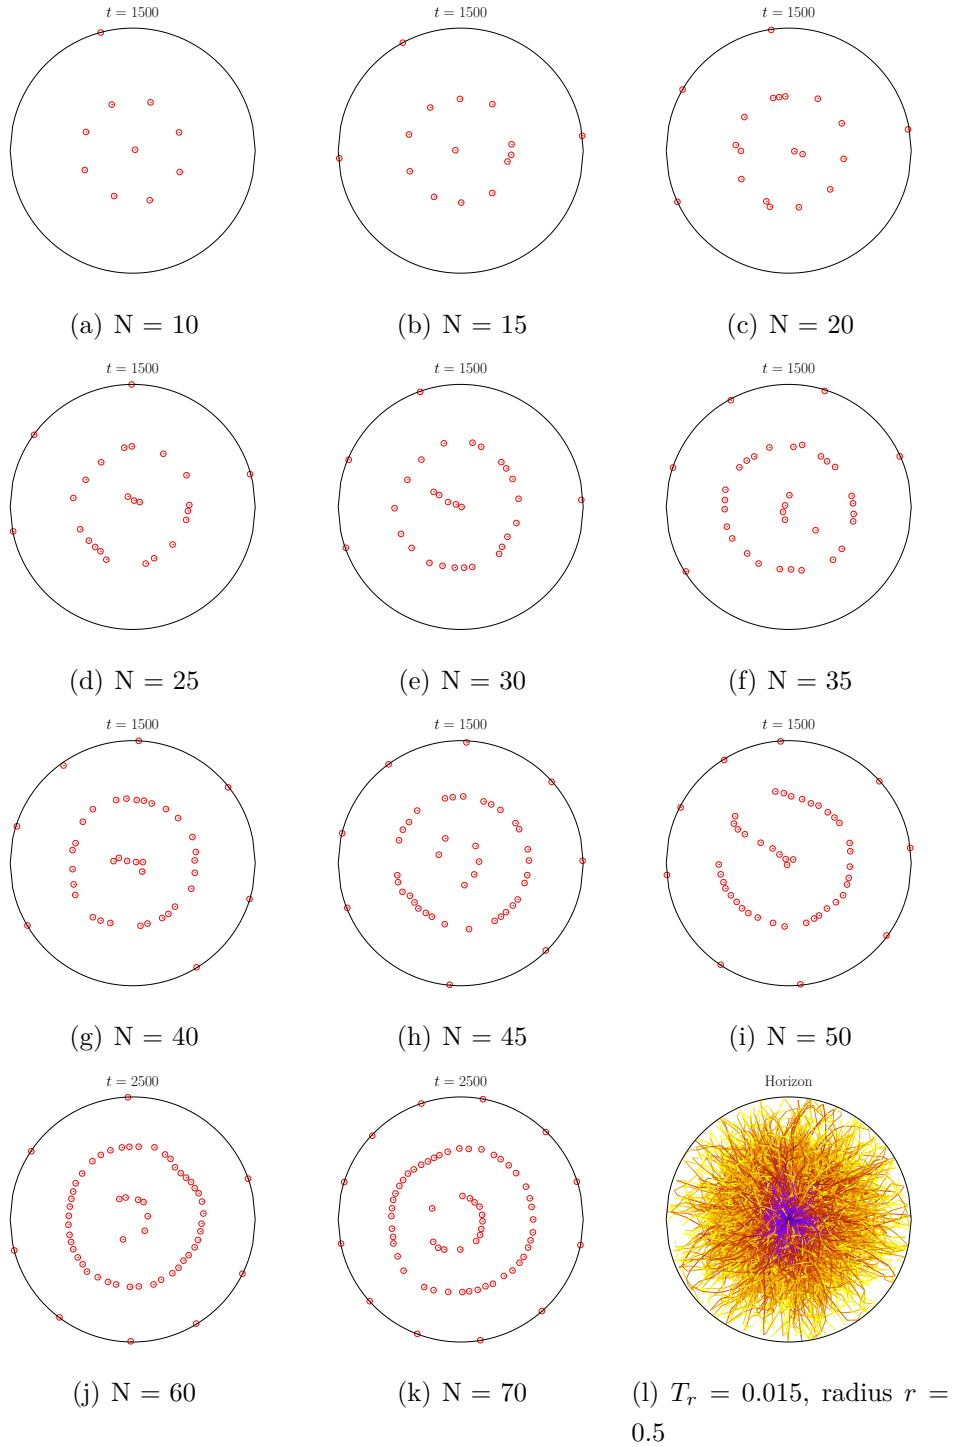 t = 1500
t = 1500
t = 1500
(a) N = 10
(b) N = 15
(c) N = 20
t = 1500
t = 1500
t = 1500
(d) N = 25
(e) N = 30
(f) N = 35
t = 1500
t = 1500
t = 1500
(g) N = 40
(h) N = 45
(i) N = 50
t = 2500
t = 2500
Horizon
(j) N = 60
(k) N = 70
(l) T_r = 0.015, radius r =
0.5